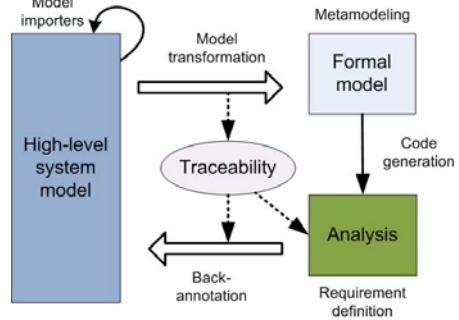 Model
importers
Metamodeling
Model
transformation
Formal
model
High-level
system
model
Traceability
Code
generation
Analysis
Back-
annotation
Requirement
definition